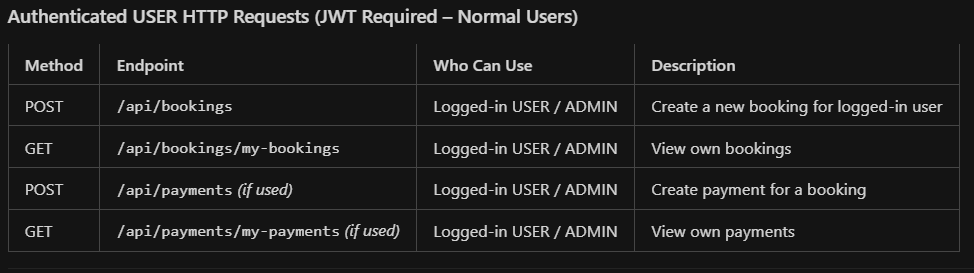 Authenticated USER HTTP Requests (JWT Required – Normal Users)
Method Endpoint Who Can Use Description
POST /api/bookings Logged-in USER / ADMIN Create a new booking for logged-in user
GET /api/bookings/my-bookings Logged-in USER / ADMIN View own bookings
POST /api/payments (if used) Logged-in USER / ADMIN Create payment for a booking
GET /api/payments/my-payments (if used) Logged-in USER / ADMIN View own payments